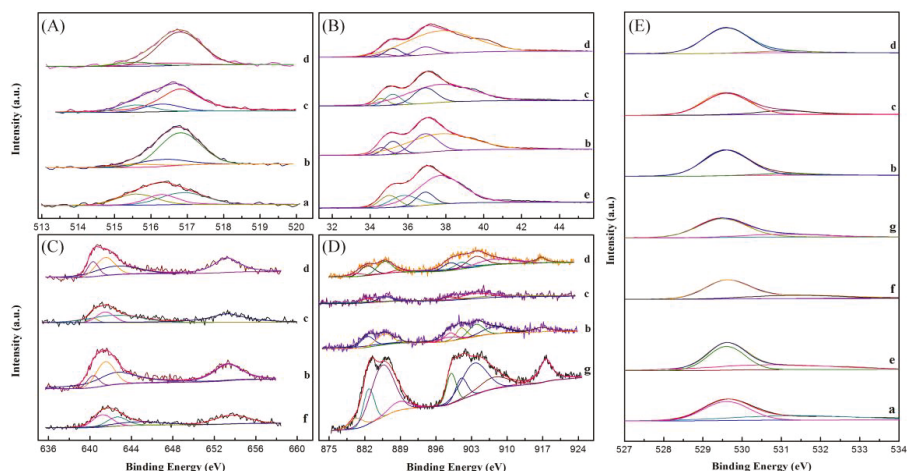 (A)
d
c
b
a
513 514 515 516 517 518 519 520
Intensity (a.u.)
(B)
d
c
b
e
32 34 36 38 40 42 44
(C)
d
c
b
f
636 640 644 648 652 656 660
Binding Energy (eV)
Intensity (a.u.)
(D)
d
c
b
g
875 882 889 896 903 910 917 924
Binding Energy (eV)
(E)
d
c
b
g
f
e
a
527 528 529 530 531 532 533 534
Binding Energy (eV)
Intensity (a.u.)